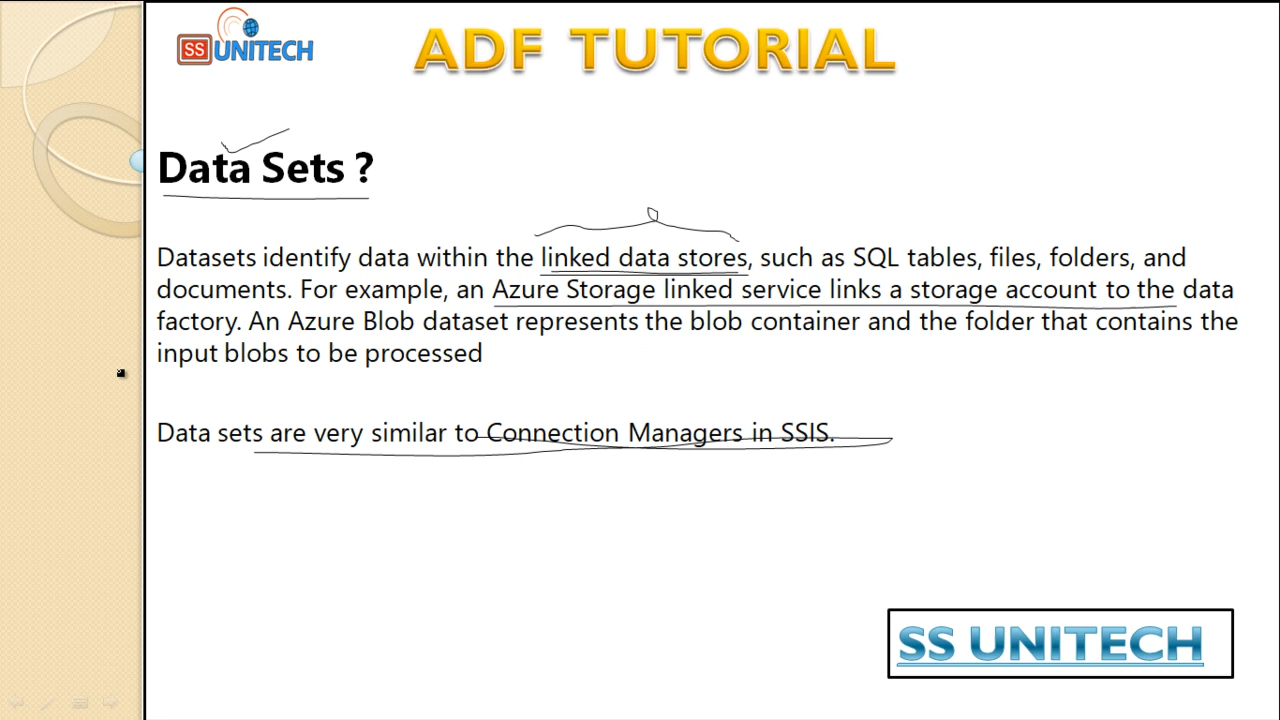 SS UNITECH
ADF TUTORIAL
Data Sets ?
Datasets identify data within the linked data stores, such as SQL tables, files, folders, and
documents. For example, an Azure Storage linked service links a storage account to the data
factory. An Azure Blob dataset represents the blob container and the folder that contains the
input blobs to be processed
Data sets are very similar to Connection Managers in SSIS.
SS UNITECH